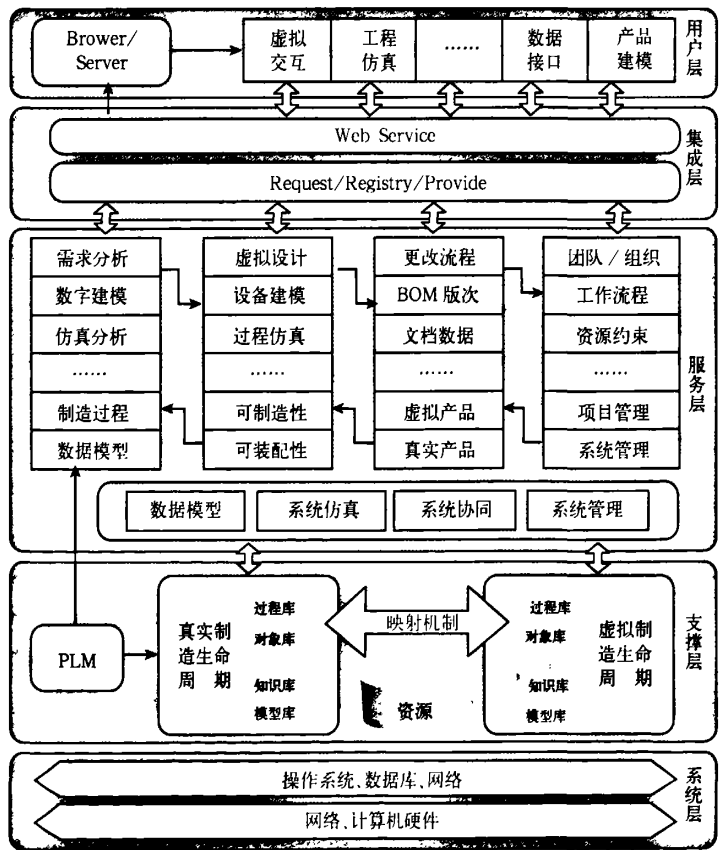 Brower/
Server
虚拟
交互
工程
仿真
……
数据
接口
产品
建模
用户层
Web Service
Request/Registry/Provide
集成层
需求分析
数字建模
仿真分析
……
制造过程
数据模型
虚拟设计
设备建模
过程仿真
……
可制造性
可装配性
更改流程
BOM 版次
文档数据
……
虚拟产品
真实产品
团队/组织
工作流程
资源约束
……
项目管理
系统管理
服务层
数据模型
系统仿真
系统协同
系统管理
PLM
真实制
造生命
周 期
过程库
对象库
知识库
模型库
映射机制
资源
过程库
对象库
知识库
模型库
虚拟制
造生命
周 期
支撑层
操作系统、数据库、网络
网络、计算机硬件
系统层